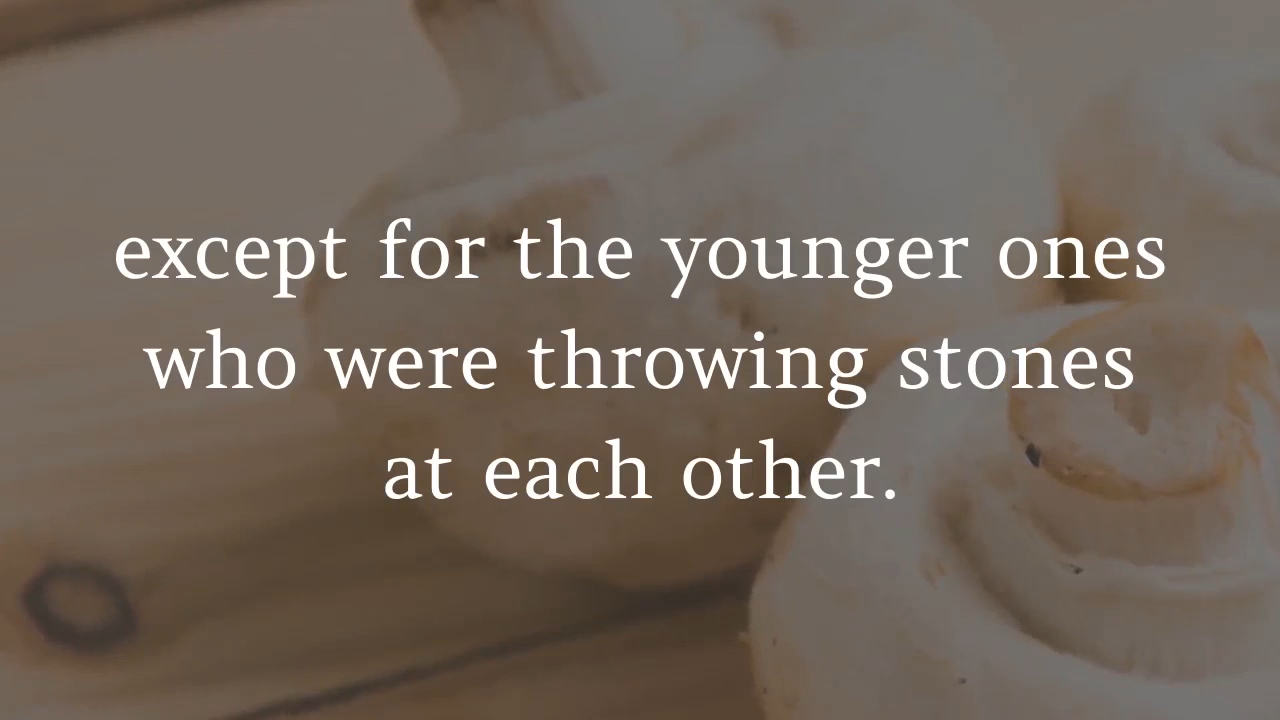 except for the younger ones
who were throwing stones
at each other.